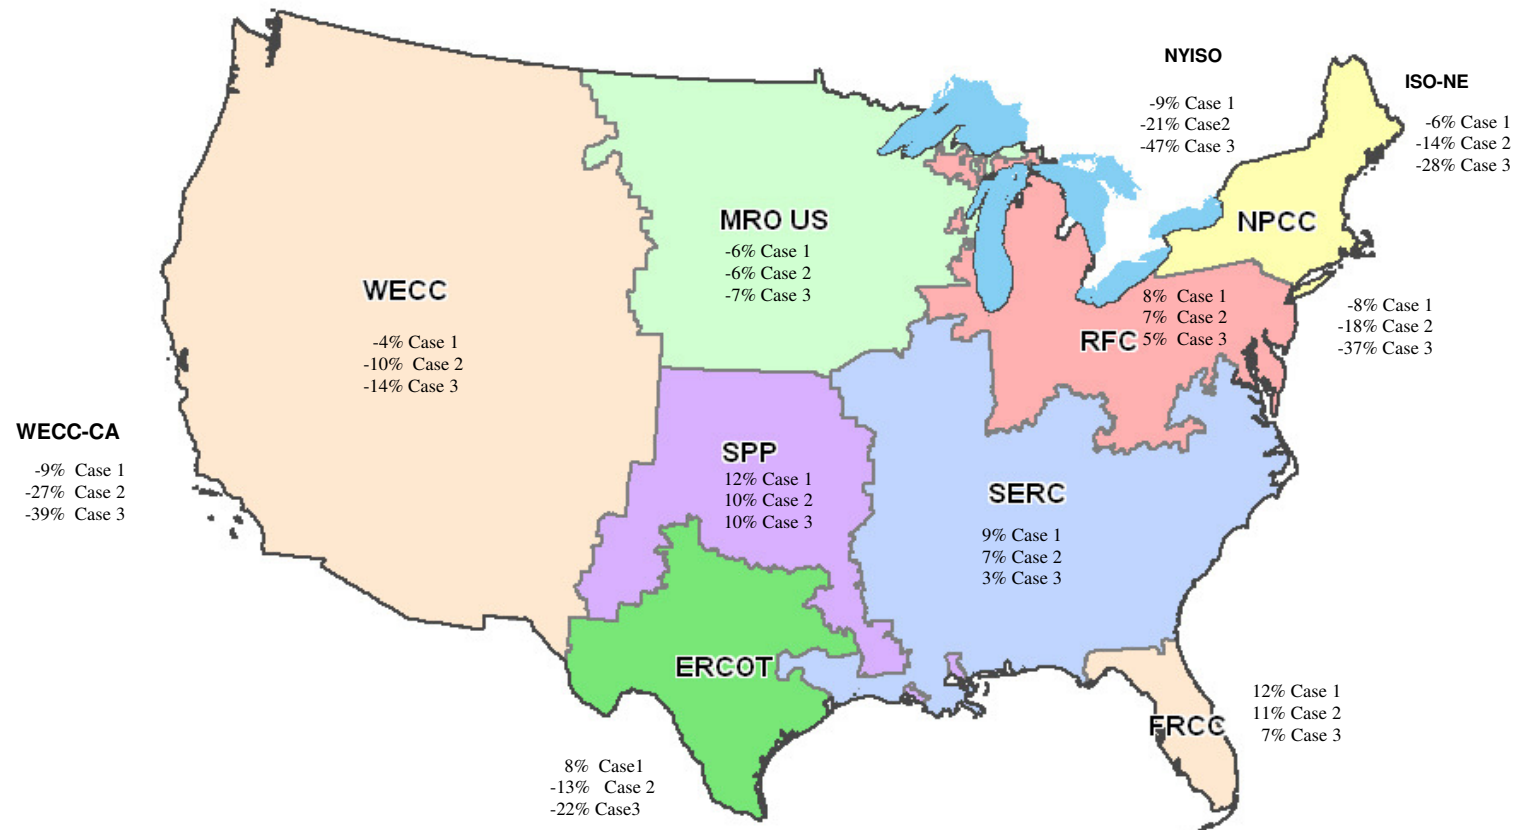 NYISO
-9% Case 1
-21% Case2
-47% Case 3
ISO-NE
-6% Case 1
-14% Case 2
-28% Case 3
NPCC
-8% Case 1
-18% Case 2
-37% Case 3
MRO US
-6% Case 1
-6% Case 2
-7% Case 3
WECC
-4% Case 1
-10% Case 2
-14% Case 3
RFC
8% Case 1
7% Case 2
5% Case 3
WECC-CA
-9% Case 1
-27% Case 2
-39% Case 3
SPP
12% Case 1
10% Case 2
10% Case 3
SERC
9% Case 1
7% Case 2
3% Case 3
ERCOT
8% Case1
-13% Case 2
-22% Case3
FRCC
12% Case 1
11% Case 2
7% Case 3